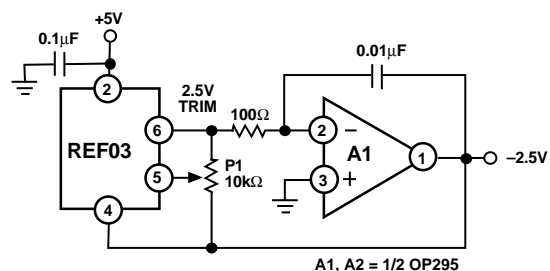 +5V
0.1μF
2
2.5V
TRIM
0.01μF
100Ω
6
2
–
REF03
P1
10kΩ
A1
1
–2.5V
5
3
+
4
A1, A2 = 1/2 OP295